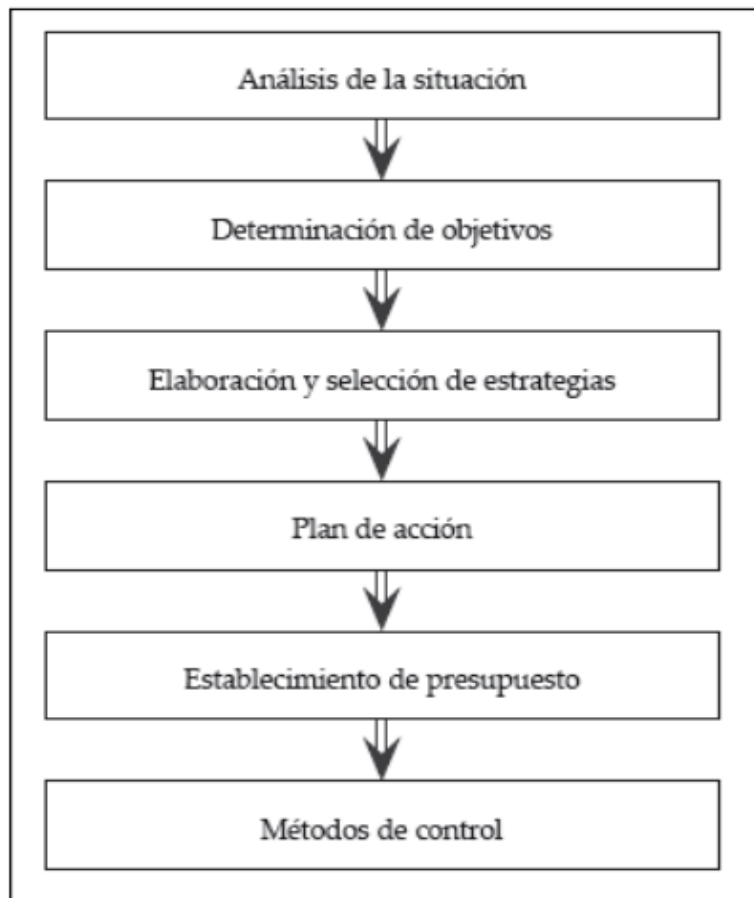 Análisis de la situación
Determinación de objetivos
Elaboración y selección de estrategias
Plan de acción
Establecimiento de presupuesto
Métodos de control